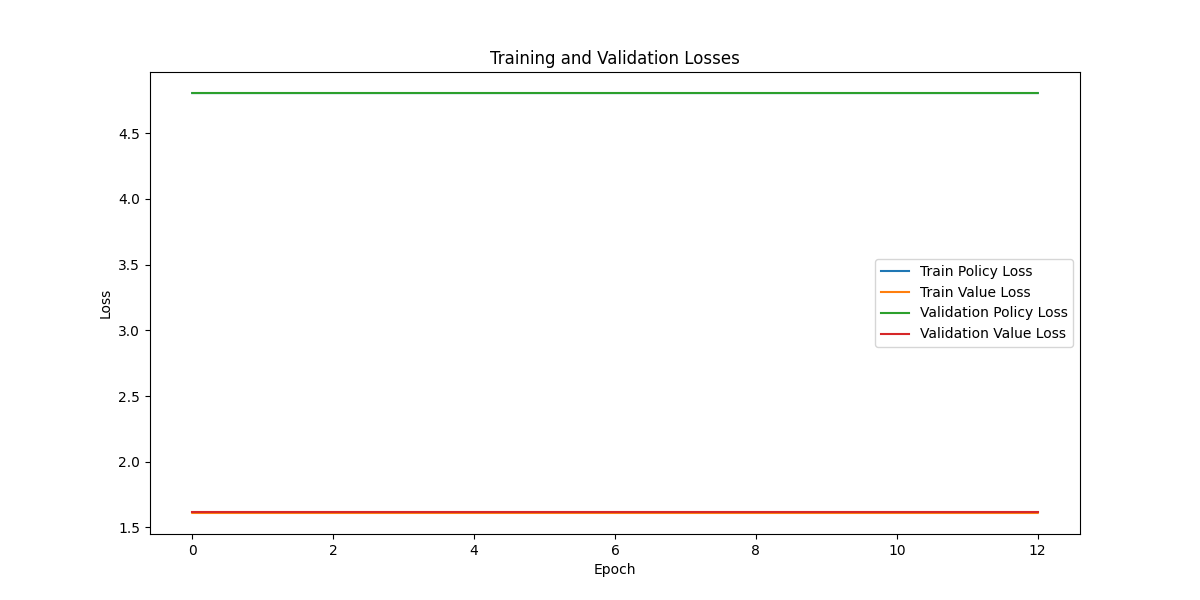 Training and Validation Losses
Loss
4.5
4.0
3.5
3.0
2.5
2.0
1.5
Train Policy Loss
Train Value Loss
Validation Policy Loss
Validation Value Loss
0 2 4 6 8 10 12
Epoch